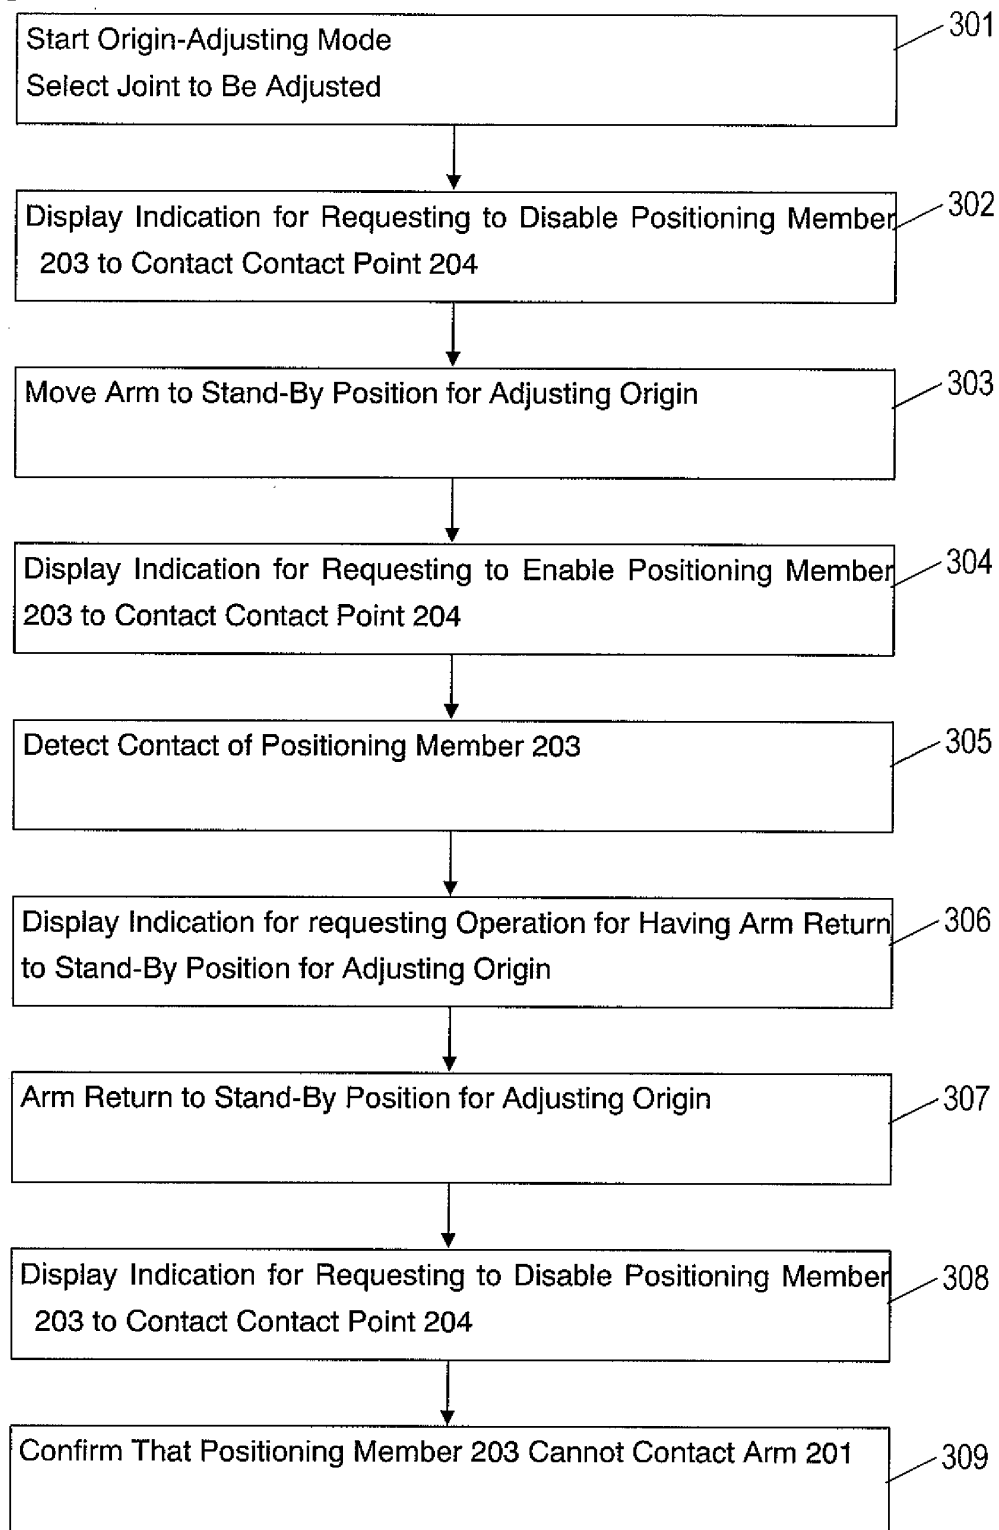 Start Origin-Adjusting Mode
Select Joint to Be Adjusted
301
Display Indication for Requesting to Disable Positioning Member
203 to Contact Contact Point 204
302
Move Arm to Stand-By Position for Adjusting Origin
303
Display Indication for Requesting to Enable Positioning Member
203 to Contact Contact Point 204
304
Detect Contact of Positioning Member 203
305
Display Indication for requesting Operation for Having Arm Return
to Stand-By Position for Adjusting Origin
306
Arm Return to Stand-By Position for Adjusting Origin
307
Display Indication for Requesting to Disable Positioning Member
203 to Contact Contact Point 204
308
Confirm That Positioning Member 203 Cannot Contact Arm 201
309